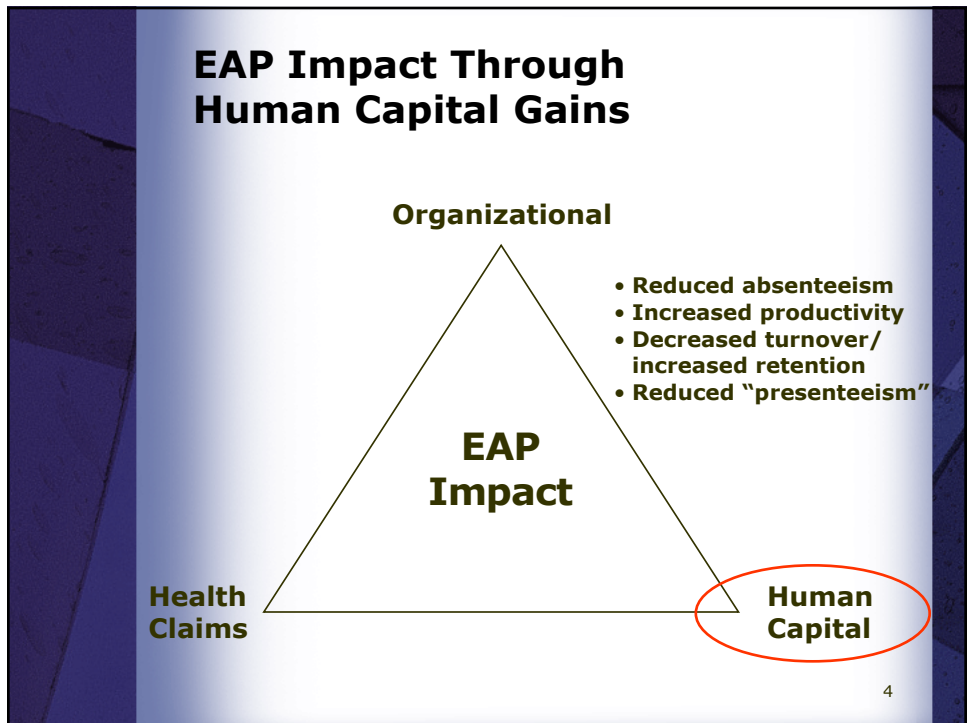 EAP Impact Through
Human Capital Gains
Organizational
• Reduced absenteeism
• Increased productivity
• Decreased turnover/
increased retention
• Reduced “presenteeism”
EAP
Impact
Health
Claims
Human
Capital
4